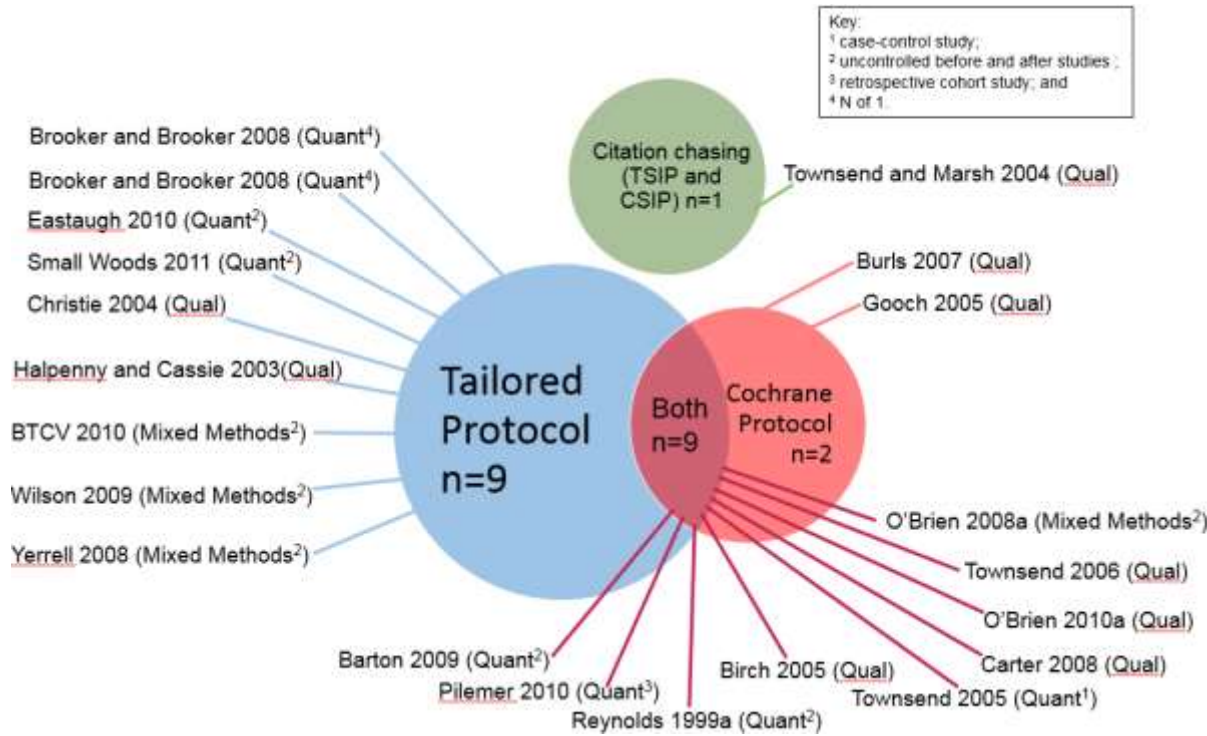 Key:
¹ case-control study;
² uncontrolled before and after studies ;
³ retrospective cohort study; and
⁴ N of 1.
Brooker and Brooker 2008 (Quant⁴)
Brooker and Brooker 2008 (Quant⁴)
Eastaugh 2010 (Quant²)
Small Woods 2011 (Quant²)
Christie 2004 (Qual)
Halpenny and Cassie 2003(Qual)
BTCV 2010 (Mixed Methods²)
Wilson 2009 (Mixed Methods²)
Yerrell 2008 (Mixed Methods²)
Citation chasing
(TSIP and
CSIP) n=1
Townsend and Marsh 2004 (Qual)
Burls 2007 (Qual)
Gooch 2005 (Qual)
Tailored
Protocol
n=9
Both
n=9
Cochrane
Protocol
n=2
O'Brien 2008a (Mixed Methods²)
Townsend 2006 (Qual)
O'Brien 2010a (Qual)
Carter 2008 (Qual)
Townsend 2005 (Quant¹)
Birch 2005 (Qual)
Barton 2009 (Quant²)
Pilemer 2010 (Quant³)
Reynolds 1999a (Quant²)